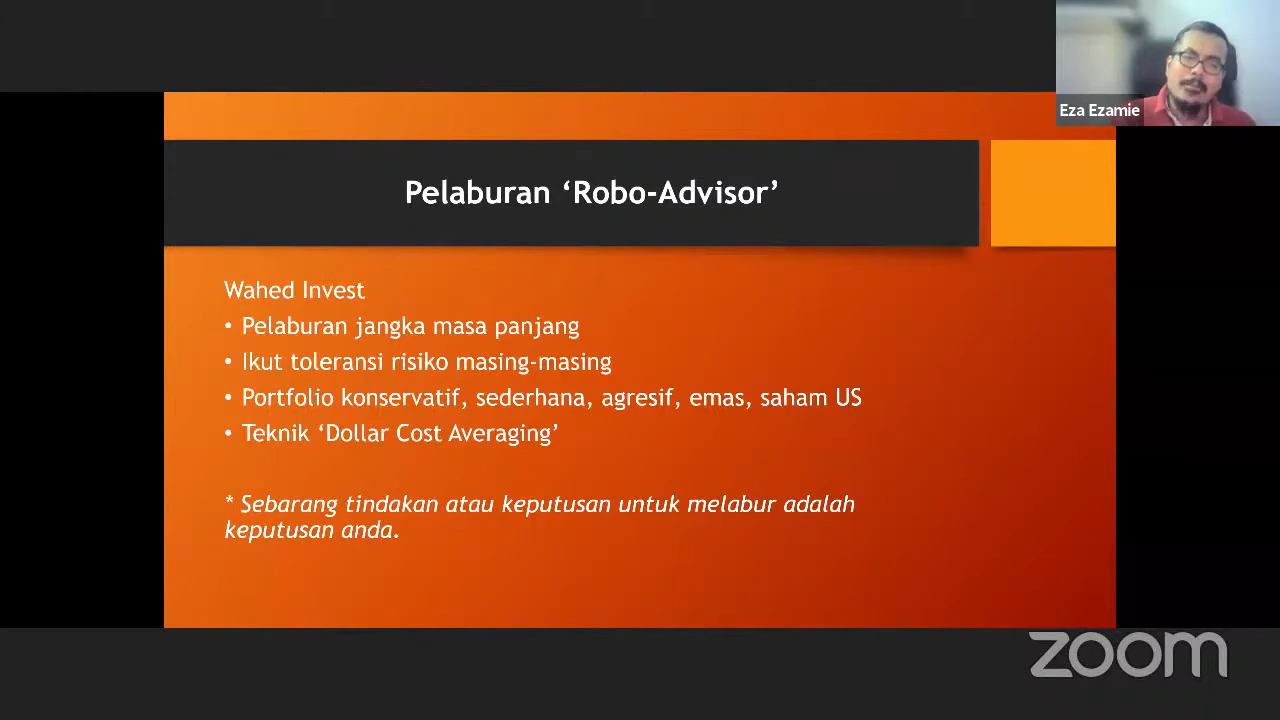 Eza Ezamie
Pelaburan ‘Robo-Advisor’
Wahed Invest
• Pelaburan jangka masa panjang
• Ikut toleransi risiko masing-masing
• Portfolio konservatif, sederhana, agresif, emas, saham US
• Teknik ‘Dollar Cost Averaging’
* Sebarang tindakan atau keputusan untuk melabur adalah
keputusan anda.
zoom